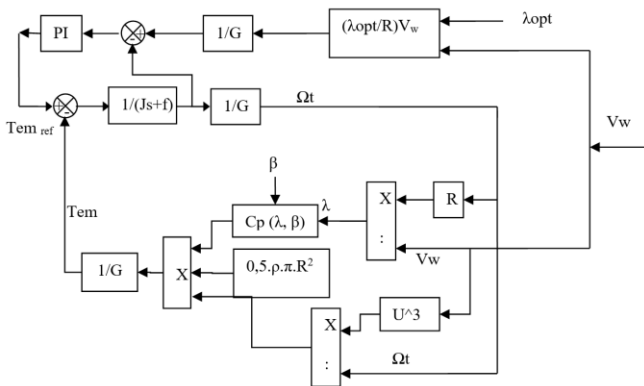 PI
1/G
(λopt/R)Vw
λopt
1/(Js+f)
1/G
Ωt
Tem ref
Vw
β
Tem
Cp (λ, β)
λ
X
:
R
Vw
1/G
X
0,5.ρ.π.R²
X
:
U^3
Ωt